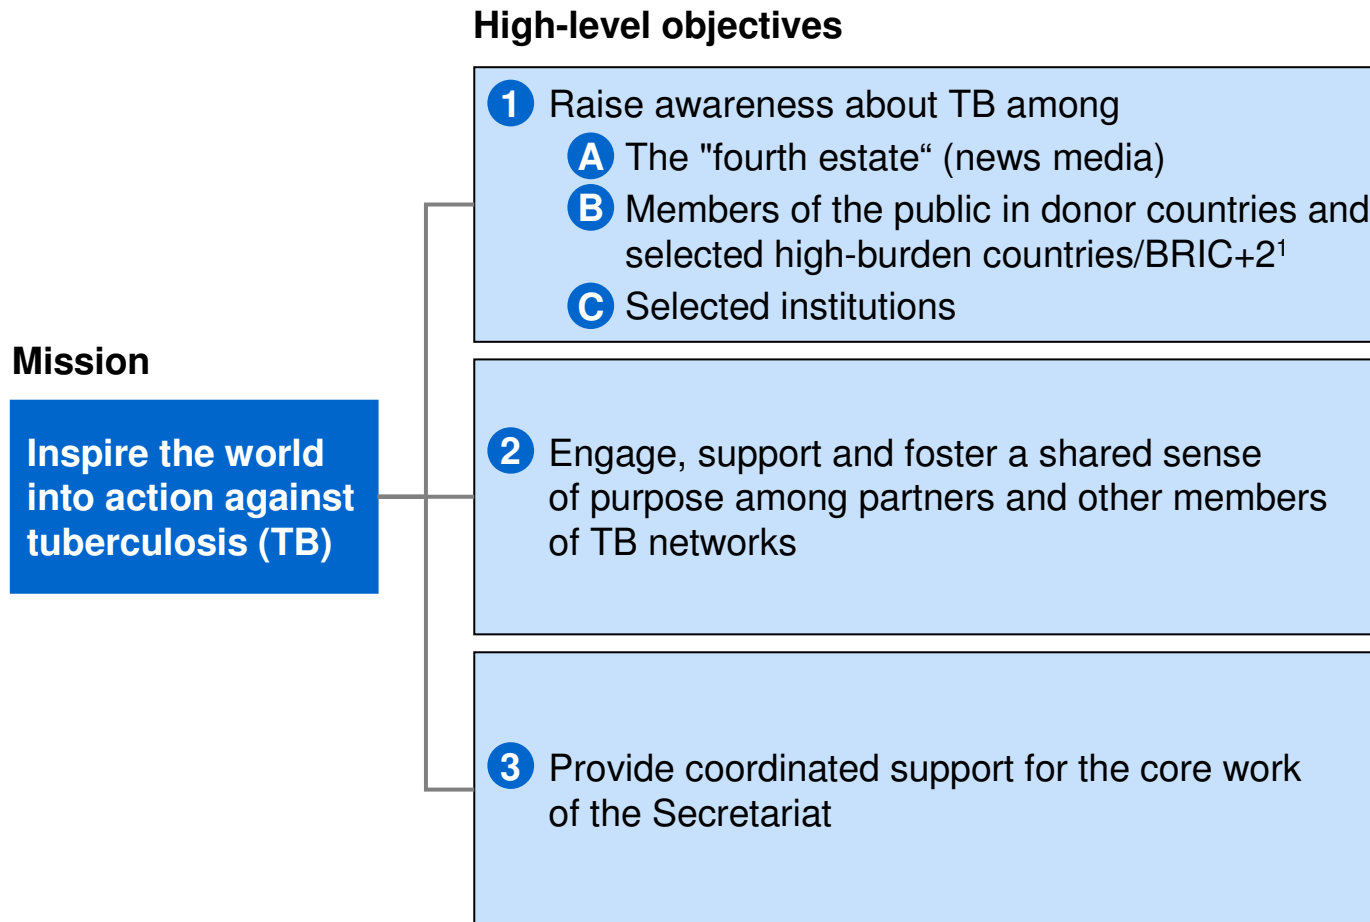 High-level objectives
1 Raise awareness about TB among
A The "fourth estate“ (news media)
B Members of the public in donor countries and
selected high-burden countries/BRIC+2¹
C Selected institutions
Mission
Inspire the world
into action against
tuberculosis (TB)
2 Engage, support and foster a shared sense
of purpose among partners and other members
of TB networks
3 Provide coordinated support for the core work
of the Secretariat